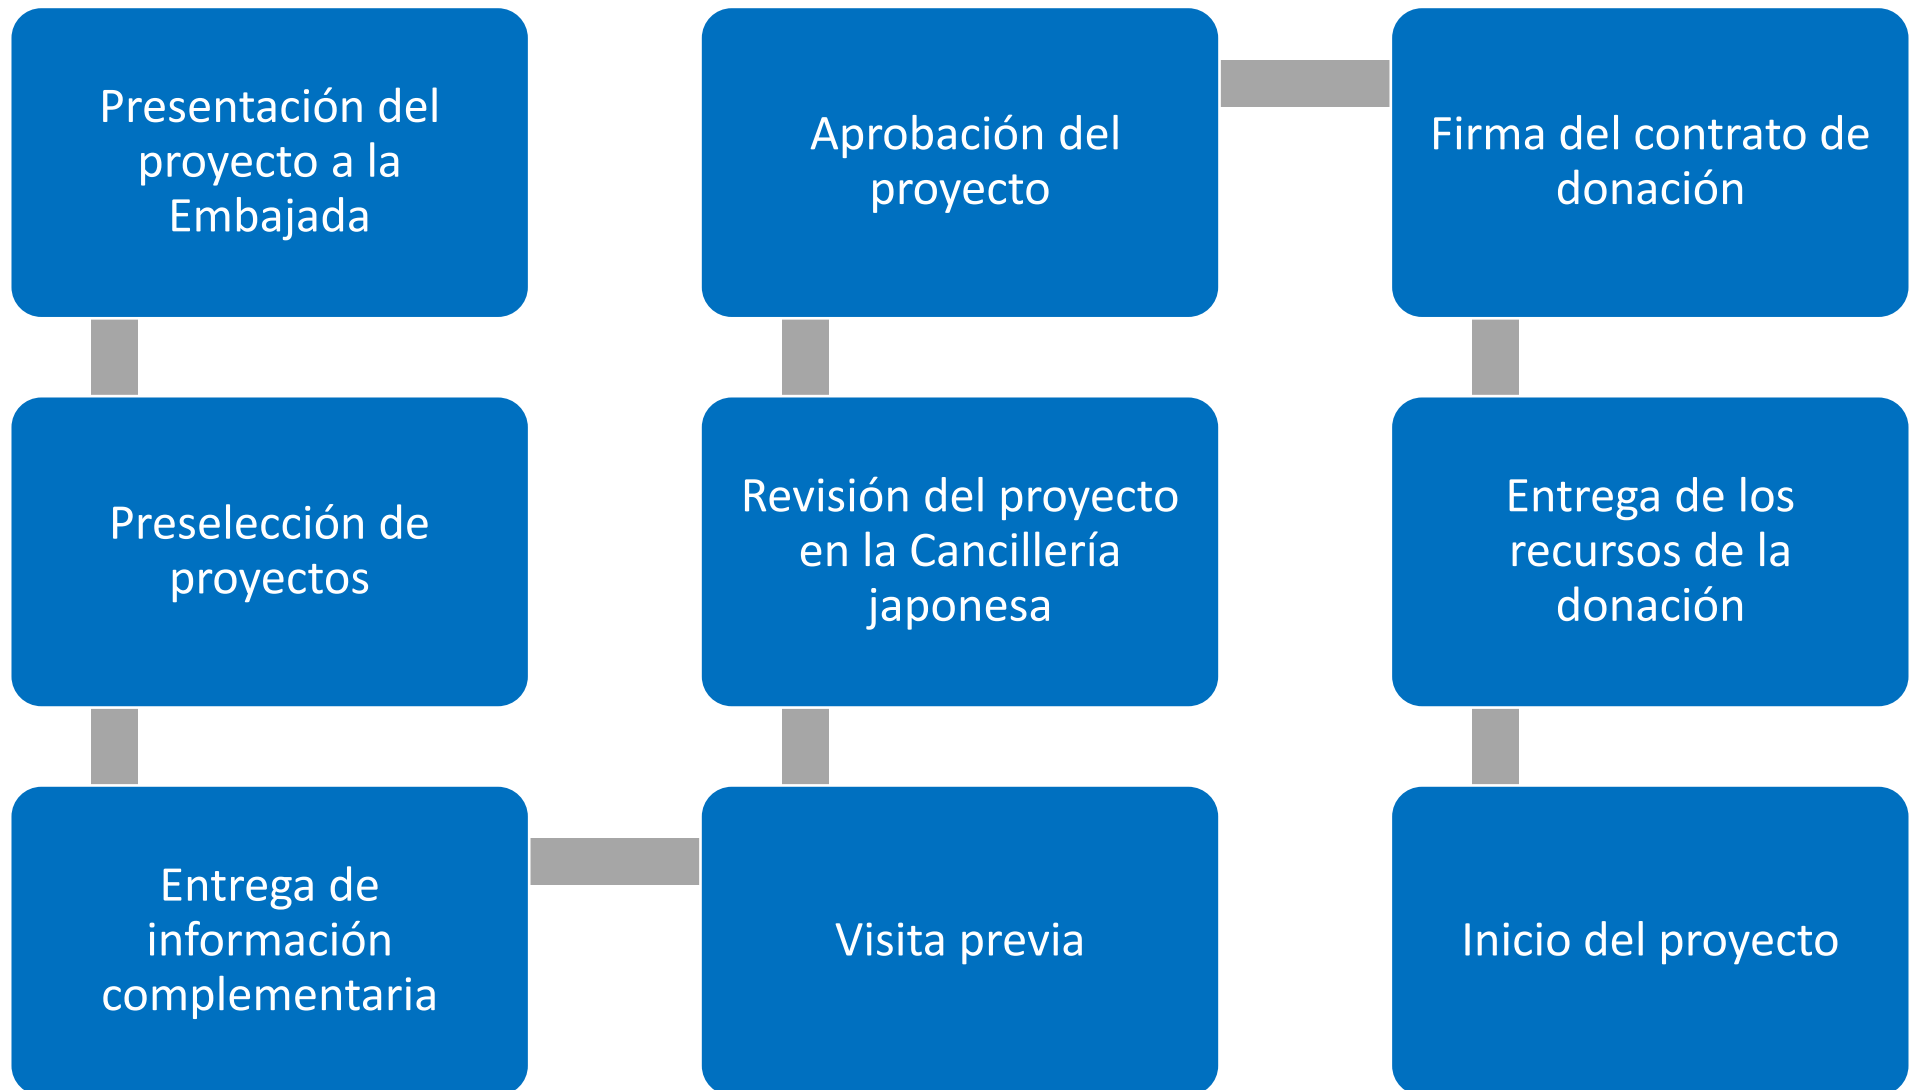 Presentación del
proyecto a la
Embajada
Preselección de
proyectos
Entrega de
información
complementaria
Visita previa
Revisión del proyecto
en la Cancillería
japonesa
Aprobación del
proyecto
Firma del contrato de
donación
Entrega de los
recursos de la
donación
Inicio del proyecto